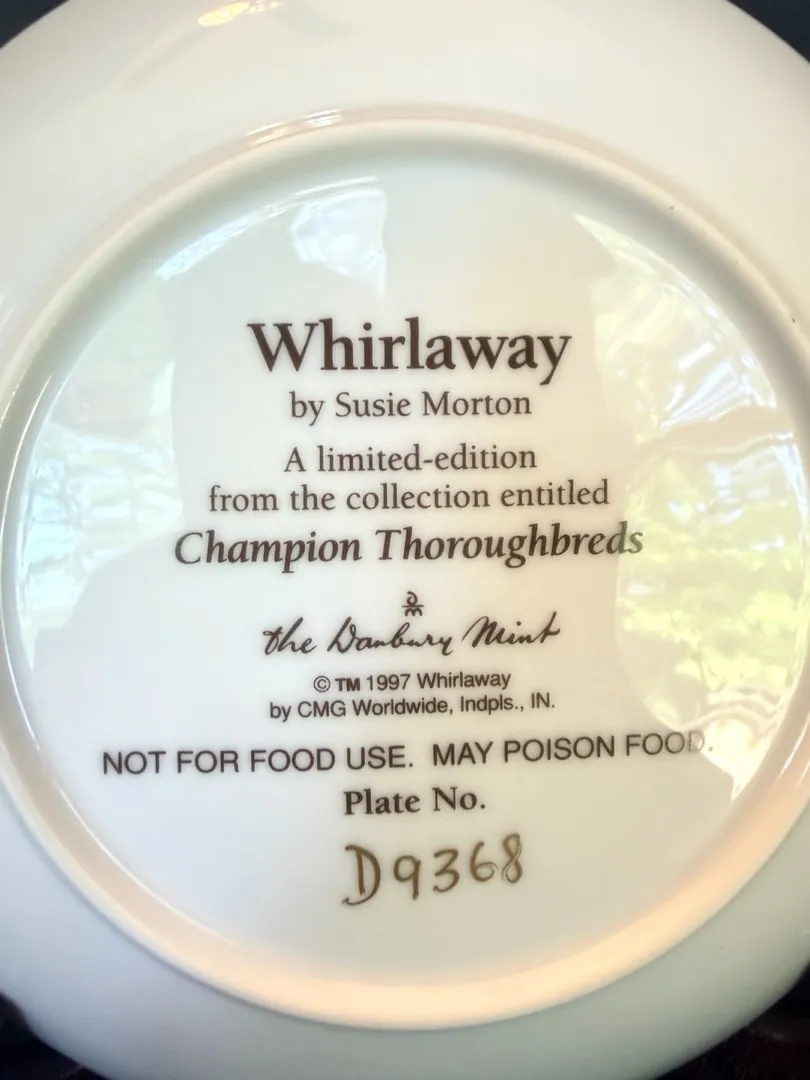 Whirlaway
by Susie Morton
A limited-edition
from the collection entitled
Champion Thoroughbreds
DM
the Danbury Mint
© TM 1997 Whirlaway
by CMG Worldwide, Indpls., IN.
NOT FOR FOOD USE. MAY POISON FOOD.
Plate No.
D9368